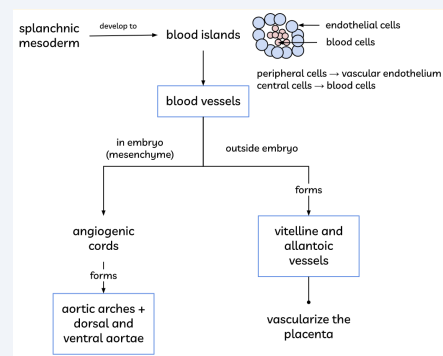 splanchnic
mesoderm
develop to
blood islands
endothelial cells
blood cells
peripheral cells → vascular endothelium
central cells → blood cells
blood vessels
in embryo
(mesenchyme)
outside embryo
forms
angiogenic
cords
vitelline and
allantoic
vessels
forms
aortic arches +
dorsal and
ventral aortae
vascularize the
placenta